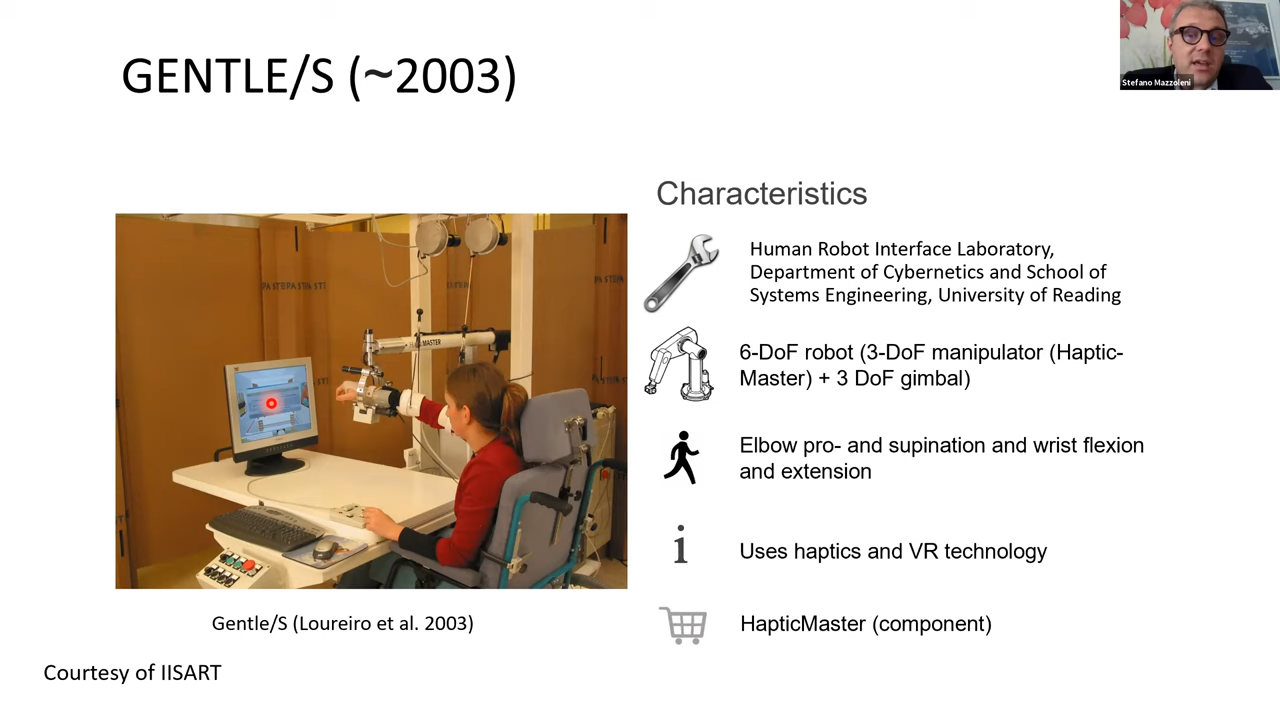 GENTLE/S (~2003)
Stefano Mazzoleni
Characteristics
Human Robot Interface Laboratory,
Department of Cybernetics and School of
Systems Engineering, University of Reading
6-DoF robot (3-DoF manipulator (Haptic-
Master) + 3 DoF gimbal)
Elbow pro- and supination and wrist flexion
and extension
i
Uses haptics and VR technology
HapticMaster (component)
MASTER
Gentle/S (Loureiro et al. 2003)
Courtesy of IISART